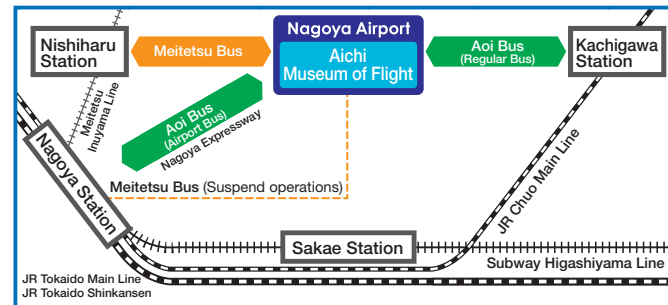 Nagoya Airport
Aichi
Museum of Flight
Nishiharu
Station
Meitetsu Bus
Aoi Bus
(Regular Bus)
Kachigawa
Station
Meitetsu
Inuyama Line
Aoi Bus
(Airport Bus)
Nagoya Expressway
Nagoya Station
Meitetsu Bus (Suspend operations)
JR Chuo Main Line
Sakae Station
Subway Higashiyama Line
JR Tokaido Main Line
JR Tokaido Shinkansen